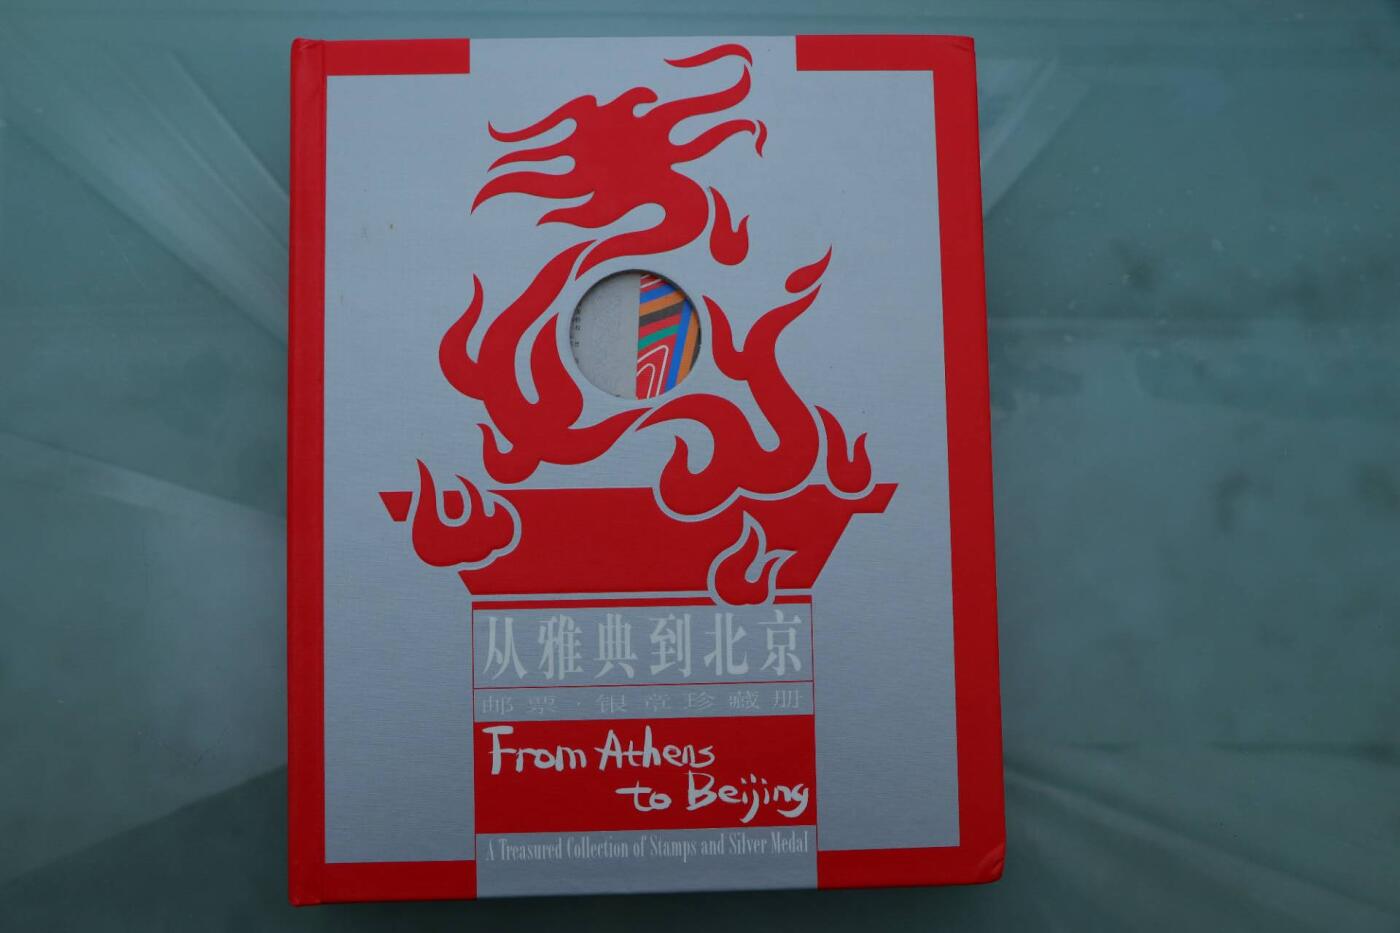 从雅典到北京
邮票·银章珍藏册
From Athens
to Beijing
A Treasured Collection of Stamps and Silver Medal